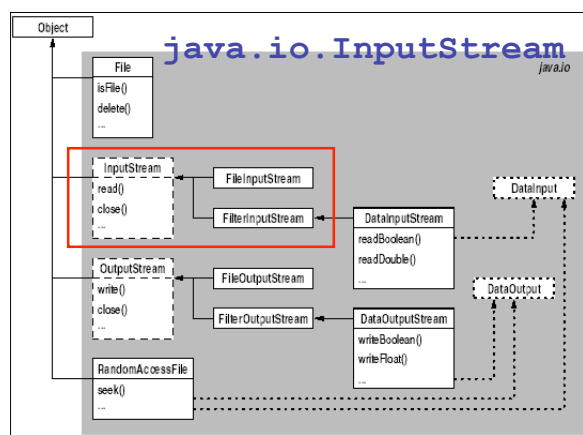 Object
java.io.InputStream
java.io
File
isFile()
delete()
...
InputStream
read()
close()
...
FileInputStream
FilterInputStream
DataInputStream
readBoolean()
readDouble()
...
DataInput
OutputStream
write()
close()
...
FileOutputStream
FilterOutputStream
DataOutputStream
writeBoolean()
writeFloat()
...
DataOutput
RandomAccessFile
seek()
...